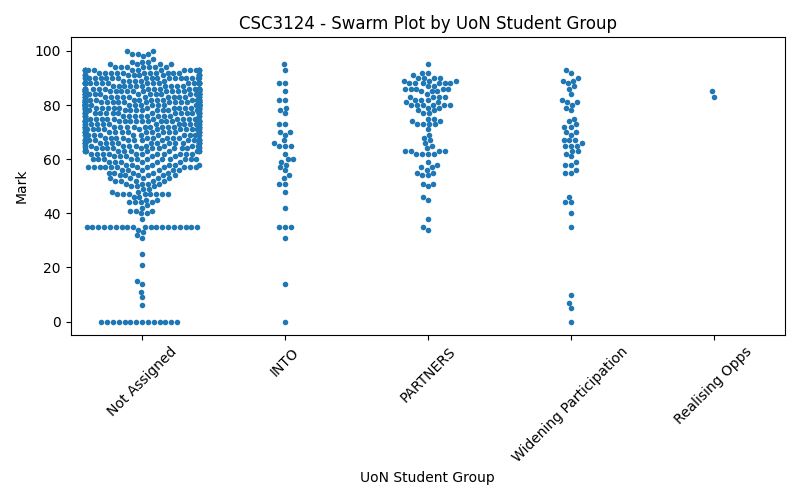 CSC3124 - Swarm Plot by UoN Student Group
100
80
60
40
20
0
Mark
Not Assigned
INTO
PARTNERS
Widening Participation
Realising Opps
UoN Student Group